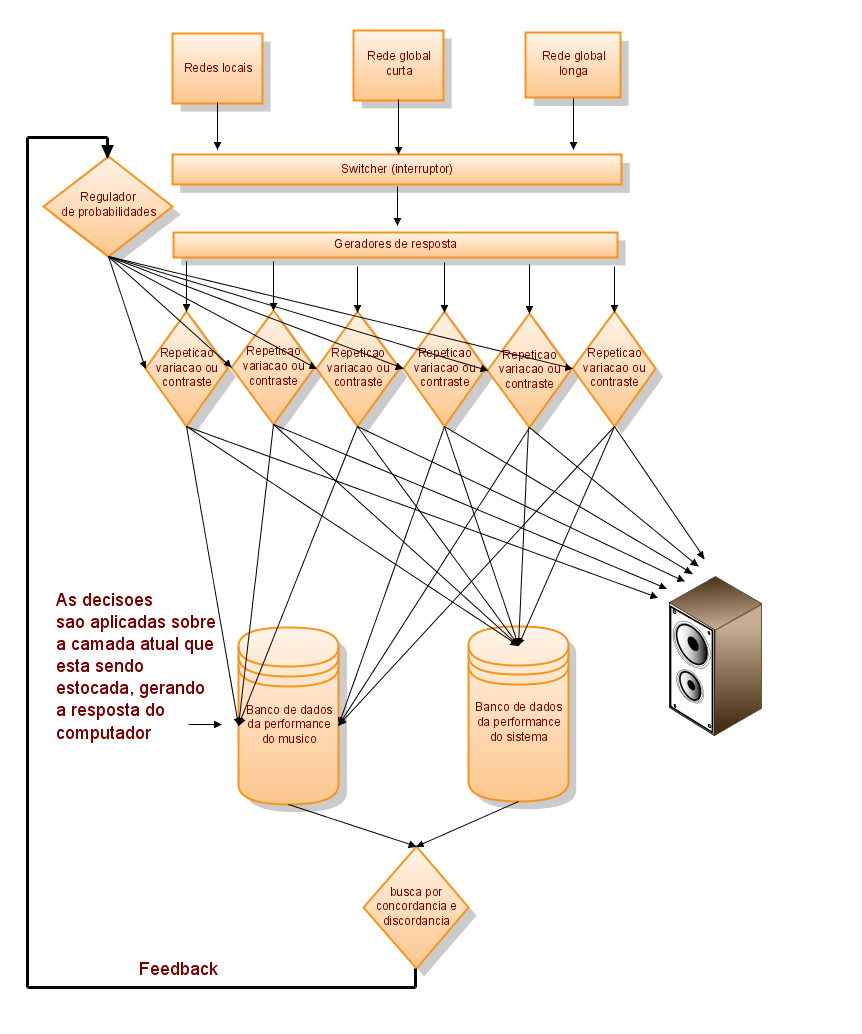 Redes locais
Rede global
curta
Rede global
longa
Switcher (interruptor)
Regulador
de probabilidades
Geradores de resposta
Repeticao
variacao ou
contraste
Repeticao
variacao ou
contraste
Repeticao
variacao ou
contraste
Repeticao
variacao ou
contraste
Repeticao
variacao ou
contraste
Repeticao
variacao ou
contraste
As decisoes
sao aplicadas sobre
a camada atual que
esta sendo
estocada, gerando
a resposta do
computador
Banco de dados
da performance
do musico
Banco de dados
da performance
do sistema
busca por
concordancia e
discordancia
Feedback